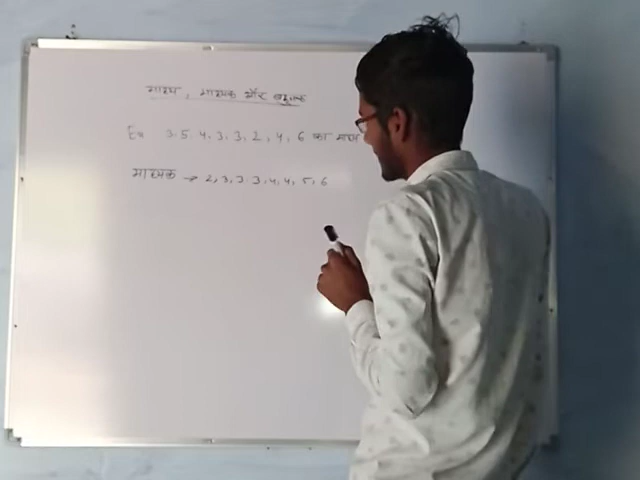 माध्य, माध्यक और बहुलक
Ex 3.5.4.3.3.2,4,6 का माध्य
माध्यक → 2,3,3.3,4,4,5,6